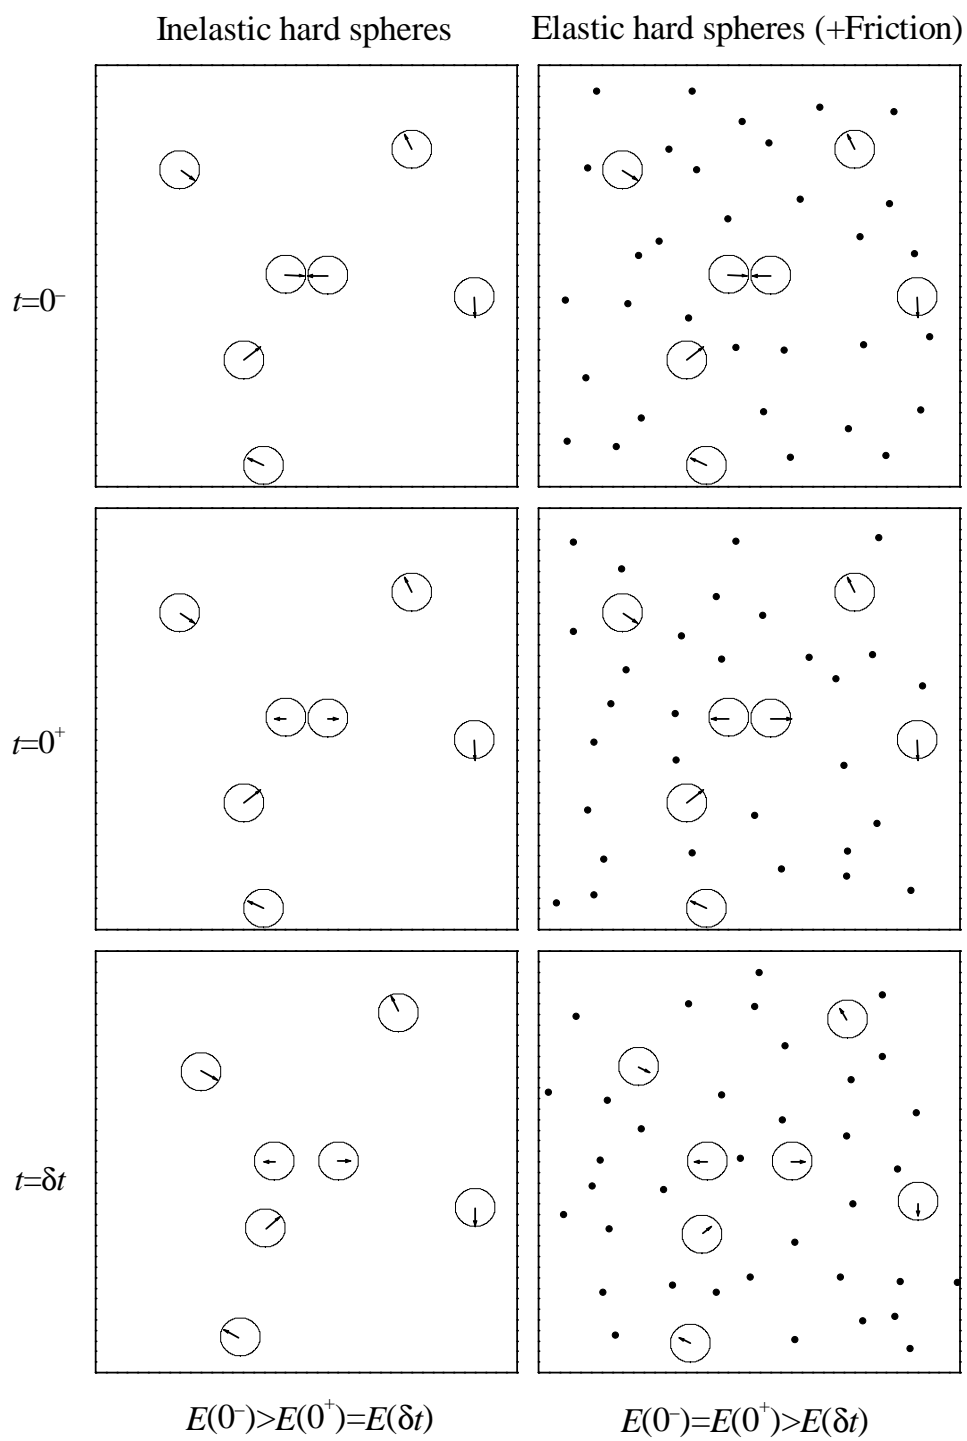 Inelastic hard spheres
Elastic hard spheres (+Friction)
t=0⁻
t=0⁺
t=δt
E(0⁻)>E(0⁺)=E(δt)
E(0⁻)=E(0⁺)>E(δt)